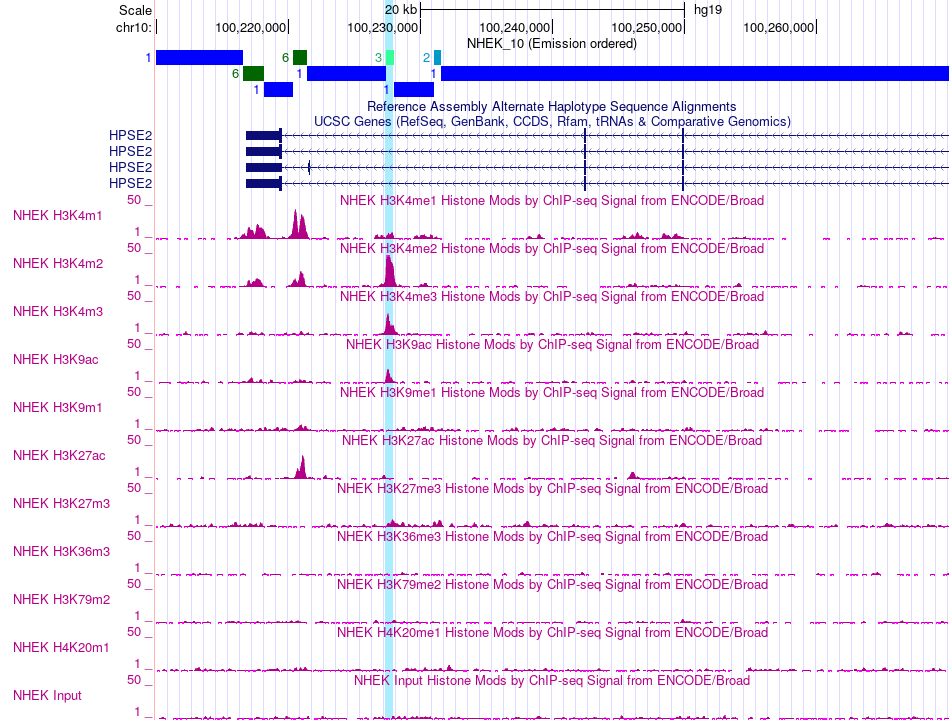 Scale 20 kb hg19
chr10: 100,220,000 100,230,000 100,240,000 100,250,000 100,260,000
NHEK_10 (Emission ordered)
1 6 3 2
6 1 1
1 1
Reference Assembly Alternate Haplotype Sequence Alignments
UCSC Genes (RefSeq, GenBank, CCDS, Rfam, tRNAs & Comparative Genomics)
HPSE2
HPSE2
HPSE2
HPSE2
50 _ NHEK H3K4me1 Histone Mods by ChIP-seq Signal from ENCODE/Broad
NHEK H3K4m1
1 _
50 _ NHEK H3K4me2 Histone Mods by ChIP-seq Signal from ENCODE/Broad
NHEK H3K4m2
1 _
50 _ NHEK H3K4me3 Histone Mods by ChIP-seq Signal from ENCODE/Broad
NHEK H3K4m3
1 _
50 _ NHEK H3K9ac Histone Mods by ChIP-seq Signal from ENCODE/Broad
NHEK H3K9ac
1 _
50 _ NHEK H3K9me1 Histone Mods by ChIP-seq Signal from ENCODE/Broad
NHEK H3K9m1
1 _
50 _ NHEK H3K27ac Histone Mods by ChIP-seq Signal from ENCODE/Broad
NHEK H3K27ac
1 _
50 _ NHEK H3K27me3 Histone Mods by ChIP-seq Signal from ENCODE/Broad
NHEK H3K27m3
1 _
50 _ NHEK H3K36me3 Histone Mods by ChIP-seq Signal from ENCODE/Broad
NHEK H3K36m3
1 _
50 _ NHEK H3K79me2 Histone Mods by ChIP-seq Signal from ENCODE/Broad
NHEK H3K79m2
1 _
50 _ NHEK H4K20me1 Histone Mods by ChIP-seq Signal from ENCODE/Broad
NHEK H4K20m1
1 _
50 _ NHEK Input Histone Mods by ChIP-seq Signal from ENCODE/Broad
NHEK Input
1 _